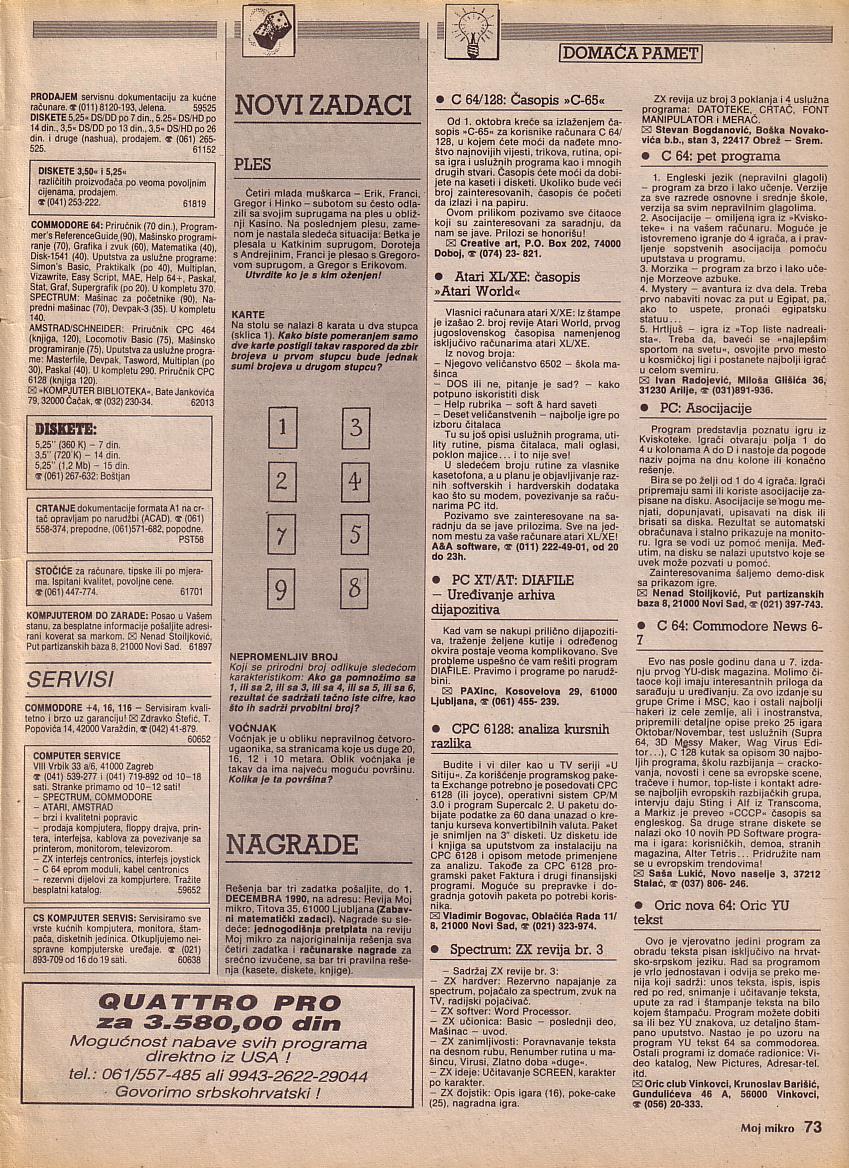 PRODAJEM servisnu dokumentaciju za kućne
računare. ☎ (011) 8120-193, Jelena. 59525
DISKETE 5,25« DS/DD po 7 din., 5.25« DS/HD po
14 din., 3,5« DS/DD po 13 din., 3,5« DS/HD po 26
din. i druge (nashua), prodajem. ☎ (061) 265-
525. 61152
DISKETE 3,50« i 5,25«
različitih proizvođača po veoma povoljnim
cijenama, prodajem.
☎ (041) 253-222. 61819
COMMODORE 64: Priručnik (70 din.), Program-
mer's ReferenceGuide (90), Mašinsko programi-
ranje (70), Grafika i zvuk (60), Matematika (40),
Disk-1541 (40). Uputstva za uslužne programe:
Simon's Basic, Praktikalk (po 40), Multiplan,
Vizawrite, Easy Script, MAE, Help 64+, Paskal,
Stat, Graf, Supergrafik (po 20). U kompletu 370.
SPECTRUM: Mašinac za početnike (90), Na-
predni mašinac (70), Devpak-3 (35). U kompletu
140.
AMSTRAD/SCHNEIDER: Priručnik CPC 464
(knjiga, 120), Locomotiv Basic (75), Mašinsko
programiranje (75), Uputstva za uslužne progra-
me: Masterfile, Devpak, Tasword, Multiplan (po
30), Paskal (40). U kompletu 290. Priručnik CPC
6128 (knjiga 120).
✉ »KOMPJUTER BIBLIOTEKA«, Bate Jankovića
79, 32000 Čačak, ☎ (032) 230-34. 62013
DISKETE:
5,25'' (360 K) – 7 din.
3,5'' (720 K) – 14 din.
5,25'' (1,2 Mb) – 15 din.
☎ (061) 267-632: Boštjan
CRTANJE dokumentacije formata A1 na cr-
tač opravljam po narudžbi (ACAD). ☎ (061)
558-374, prepodne, (061)571-682, popodne.
PST58
STOČIĆE za računare, tipske ili po mjera-
ma. Ispitani kvalitet, povoljne cene.
☎ (061) 447-774. 61701
KOMPJUTEROM DO ZARADE: Posao u Vašem
stanu, za besplatne informacije pošaljite adresi-
rani koverat sa markom. ✉ Nenad Stoiljković,
Put partizanskih baza 8, 21000 Novi Sad. 61897
SERVISI
COMMODORE +4, 16, 116 – Servisiram kvali-
tetno i brzo uz garanciju! ✉ Zdravko Štefić, T.
Popovića 14, 42000 Varaždin, ☎ (042) 41-879.
60652
COMPUTER SERVICE
VIII Vrbik 33 a/6, 41000 Zagreb
☎ (041) 539-277 i (041) 719-892 od 10–18
sati. Stranke primamo od 10–12 sati!
– SPECTRUM, COMMODORE
– ATARI, AMSTRAD
– brzi i kvalitetni popravic
– prodaja kompjutera, floppy drajva, prin-
tera, interfejsa, kablova za povezivanje sa
printerom, monitorom, televizorom.
– ZX interfejs centronics, interfejs joystick
– C 64 eprom moduli, kabel centronics
– rezervni dijelovi za kompjurtere. Tražite
besplatni katalog. 59652
CS KOMPJUTER SERVIS: Servisiramo sve
vrste kućnih kompjutera, monitora, štam-
pača, disketnih jedinica. Otkupljujemo nei-
spravne kompjuterske uređaje. ☎ (021)
893-709 od 16 do 19 sati. 60638
QUATTRO PRO
za 3.580,00 din
Mogućnost nabave svih programa
direktno iz USA !
tel.: 061/557-485 ali 9943-2622-29044
Govorimo srbskohrvatski !
NOVI ZADACI
PLES
Četiri mlada muškarca – Erik, Franci,
Gregor i Hinko – subotom su često odla-
zili sa svojim suprugama na ples u obliž-
nji Kasino. Na poslednjem plesu, zame-
nom je nastala sledeća situacija: Betka je
plesala u Katkinim suprugom, Doroteja
s Andrejinim, Franci je plesao s Gregoro-
vom suprugom, a Gregor s Erikovom.
Utvrdite ko je s kim oženjen!
KARTE
Na stolu se nalazi 8 karata u dva stupca
(sklica 1). Kako biste pomeranjem samo
dve karte postigli takav raspored da zbir
brojeva u prvom stupcu bude jednak
sumi brojeva u drugom stupcu?
1 3
2 4
7 5
9 8
NEPROMENLJIV BROJ
Koji se prirodni broj odlikuje sledećom
karakteristikom: Ako ga pomnožimo sa
1, ili sa 2, ili sa 3, ili sa 4, ili sa 5, ili sa 6,
rezultat će sadržati tačno iste cifre, kao
što ih sadrži prvobitni broj?
VOĆNJAK
Voćnjak je u obliku nepravilnog četvoro-
ugaonika, sa stranicama koje us duge 20,
16, 12 i 10 metara. Oblik voćnjaka je
takav da ima najveću moguću površinu.
Kolika je ta površina?
NAGRADE
Rešenja bar tri zadatka pošaljite, do 1.
DECEMBRA 1990, na adresu: Revija Moj
mikro, Titova 35, 61000 Ljubljana (Zabav-
ni matematički zadaci). Nagrade su sle-
deće: jednogodišnja pretplata na reviju
Moj mikro za najoriginalnija rešenja sva
četiri zadatka i računarske nagrade za
srećno izvučene, sa bar tri pravilna reše-
nja (kasete, diskete, knjige).
DOMAĆA PAMET
● C 64/128: Časopis »C-65«
Od 1. oktobra kreće sa izlaženjem ča-
sopis »C-65« za korisnike računara C 64/
128, u kojem ćete moći da nađete mno-
štvo najnovijih vijesti, trikova, rutina, opi-
sa igra i uslužnih programa kao i mnogih
drugih stvari. Časopis ćete moći da dobi-
jete na kaseti i disketi. Ukoliko bude veći
broj zainteresovanih, časopis će početi
da izlazi i na papiru.
Ovom prilikom pozivamo sve čitaoce
koji su zainteresovani za saradnju, da
nam se jave. Prilozi se honorišu!
✉ Creative art, P.O. Box 202, 74000
Doboj, ☎ (074) 23- 821.
● Atari XL/XE: časopis
»Atari World«
Vlasnici računara atari X/XE: Iz štampe
je izašao 2. broj revije Atari World, prvog
jugoslovenskog časopisa namenjenog
isključivo računarima atari XL/XE.
Iz novog broja:
– Njegovo veličinstvo 6502 – škola ma-
šinca
– DOS ili ne, pitanje je sad? – kako
potpuno iskoristiti disk
– Help rubrika – soft & hard saveti
– Deset veličanstvenih – najbolje igre po
izboru čitalaca
Tu su još opisi uslužnih programa, uti-
lity rutine, pisma čitalaca, mali oglasi,
poklon majice... i to nije sve!
U sledećem broju rutine za vlasnike
kasetofona, a u planu je objavljivanje raz-
nih softverskih i hardverskih dodataka
kao što su modem, povezivanje sa raču-
narima PC itd.
Pozivamo sve zainteresovane na sa-
radnju da se jave prilozima. Sve na jed-
nom mestu za vaše računare atari XL/XE!
A&A software, ☎ (011) 222-49-01, od 20
do 23h.
● PC XT/AT: DIAFILE
– Uređivanje arhiva
dijapozitiva
Kad vam se nakupi prilično dijapoziti-
va, traženje željene kutije i određenog
okvira postaje veoma komplikovano. Sve
probleme uspešno će vam rešiti program
DIAFILE. Pravimo i programe po narudž-
bini.
✉ PAXInc, Kosovelova 29, 61000
Ljubljana, ☎ (061) 455- 239.
● CPC 6128: analiza kursnih
razlika
Budite i vi diler kao u TV seriji »U
Sitiju«. Za korišćenje programskog pake-
ta Exchange potrebno je posedovati CPC
6128 (ili joyce), operativni sistem CP/M
3.0 i program Supercalc 2. U paketu do-
bijate podatke za 60 dana unazad o kre-
tanju kurseva konvertibilnih valuta. Paket
je snimljen na 3'' disketi. Uz disketu ide
i knjiga sa uputstvom za instalaciju na
CPC 6128 i opisom metode primenjene
za analizu. Takođe za CPC 6128 pro-
gramski paket Faktura i drugi finansijski
programi. Moguće su prepravke i do-
gradnja gotovih paketa po potrebi koris-
nika.
✉ Vladimir Bogovac, Oblačića Rada 11/
8, 21000 Novi Sad, ☎ (021) 323-974.
● Spectrum: ZX revija br. 3
– Sadržaj ZX revije br. 3:
– ZX hardver: Rezervno napajanje za
spectrum, pojačalo za spectrum, zvuk na
TV, radijski pojačivač.
– ZX softver: Word Processor.
– ZX učionica: Basic – poslednji deo,
Mašinac – uvod.
– ZX zanimljivosti: Poravnavanje teksta
na desnom rubu, Renumber rutina u ma-
šincu, Virusi, Zlatno doba »duge«.
– ZX ideje: Učitavanje SCREEN, karakter
po karakter.
– ZX đojstik: Opis igara (16), poke-cake
(25), nagradna igra.
ZX revija uz broj 3 poklanja i 4 uslužna
programa: DATOTEKE, CRTAČ, FONT
MANIPULATOR i MERAČ.
✉ Stevan Bogdanović, Boška Novako-
vića b.b., stan 3, 22417 Obrež – Srem.
● C 64: pet programa
1. Engleski jezik (nepravilni glagoli)
– program za brzo i lako učenje. Verzije
za sve razrede osnovne i srednje škole,
verzija sa svim nepravilnim glagolima.
2. Asocijacije – omiljena igra iz »Kvisko-
teke« i na vašem računaru. Moguće je
istovremeno igranje do 4 igrača, a i prav-
ljenje sopstvenih asocijacija pomoću
uputstava u programu.
3. Morzika – program za brzo i lako uče-
nje Morzeove azbuke.
4. Mystery – avantura iz dva dela. Treba
prvo nabaviti novac za put u Egipat, pa,
ako to uspete, pronaći egipatsku
statuu...
5. Hrtljuš – igra iz »Top liste nadreali-
sta«. Treba da, baveći se »najlepšim
sportom na svetu«, osvojite prvo mesto
u kosmičkoj ligi i postanete najbolji igrač
u celom svemiru.
✉ Ivan Radojević, Miloša Glišića 36,
31230 Arilje, ☎ (031)891-936.
● PC: Asocijacije
Program predstavlja poznatu igru iz
Kviskoteke. Igrači otvaraju polja 1 do
4 u kolonama A do D i nastoje da pogode
naziv pojma na dnu kolone ili konačno
rešenje.
Bira se po želji od 1 do 4 igrača. Igrači
pripremaju sami ili koriste asocijacije za-
pisane na disku. Asocijacije se mogu me-
njati, dopunjavati, upisavati na disk ili
brisati sa diska. Rezultat se automatski
obračunava i stalno prikazuje na monito-
ru. Igra se vodi uz pomoć menija. Međ-
utim, na disku se nalazi uputstvo koje se
uvek može pozvati u pomoć.
Zainteresovanima šaljemo demo-disk
sa prikazom igre.
✉ Nenad Stoiljković, Put partizanskih
baza 8, 21000 Novi Sad, ☎ (021) 397-743.
● C 64: Commodore News 6-
7
Evo nas posle godinu dana u 7. izda-
nju prvog YU-disk magazina. Molimo či-
taoce koji imaju interesantnih priloga da
sarađuju u uređivanju. Za ovo izdanje su
grupe Crime i MSC, kao i ostali najbolji
hakeri iz cele zemlje, ali i inostranstva,
pripremili detaljne opise preko 25 igara
Oktobar/Novembar, test uslužnih (Supra
64, 3D Messy Maker, Wag Virus Edi-
tor...), C 128 kutak sa opisom 30 najbo-
ljih programa, školu razbijanja – cracko-
vanja, novosti i cene sa evropske scene,
tračeve i humor, top-liste i kontakt adre-
se najboljih evropskih razbijačkih grupa,
intervju daju Sting i Alf iz Transcoma,
a Markiz je preveo »CCCP« časopis sa
engleskog. Sa druge strane diskete se
nalazi oko 10 novih PD Software progra-
ma i igara: korisničkih, demoa, stranih
magazina, Alter Tetris... Pridružite nam
se u evropskim trendovima!
✉ Saša Lukić, Novo naselje 3, 37212
Stalać, ☎ (037) 806- 246.
● Oric nova 64: Oric YU
tekst
Ovo je vjerovatno jedini program za
obradu teksta pisan isključivo na hrvat-
sko-srpskom jeziku. Rad sa programom
je vrlo jednostavan i odvija se preko me-
nija koji sadrži: unos teksta, ispis, ispis
red po red, snimanje i učitavanje teksta,
upute za rad i štampanje teksta na bilo
kojem štampaču. Program možete dobiti
sa ili bez YU znakova, uz detaljno štam-
pano uputstvo. Nastao je po uzoru na
program YU tekst 64 sa commodorea.
Ostali programi iz domaće radionice: Vi-
deo katalog, New Pictures, Adresar-tel.
itd.
✉ Oric club Vinkovci, Krunoslav Barišić,
Gundulićeva 46 A, 56000 Vinkovci,
☎ (056) 20-333.
Moj mikro 73